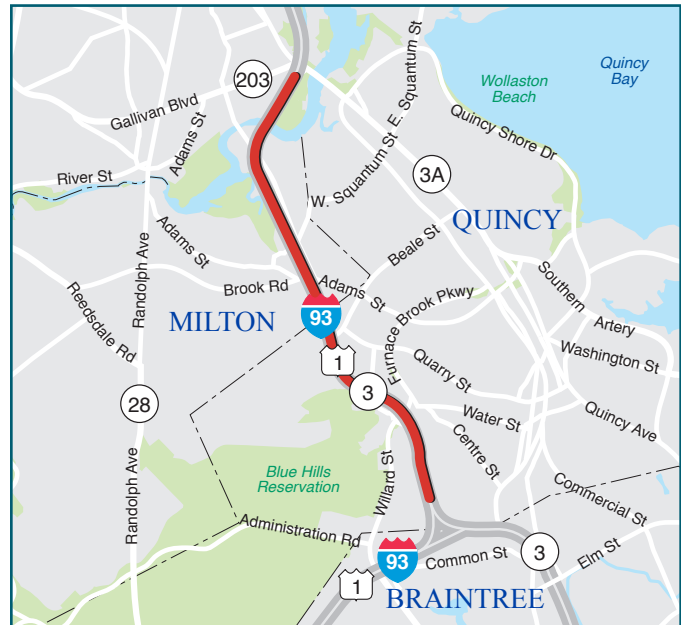 203
Gallivan Blvd
Adams St
River St
Adams St
Brook Rd
Randolph Ave
Reedsdale Rd
MILTON
28
Randolph Ave
Blue Hills
Reservation
Administration Rd
E. Squantum St
W. Squantum St
Wollaston
Beach
Quincy
Bay
Quincy Shore Dr
3A
QUINCY
Beale St
Adams St
Furnace Brook Pkwy
Southern
Artery
Washington St
Quincy Ave
93
1
3
Quarry St
Water St
Centre St
Willard St
Commercial St
93
Common St
3
Elm St
1
BRAINTREE